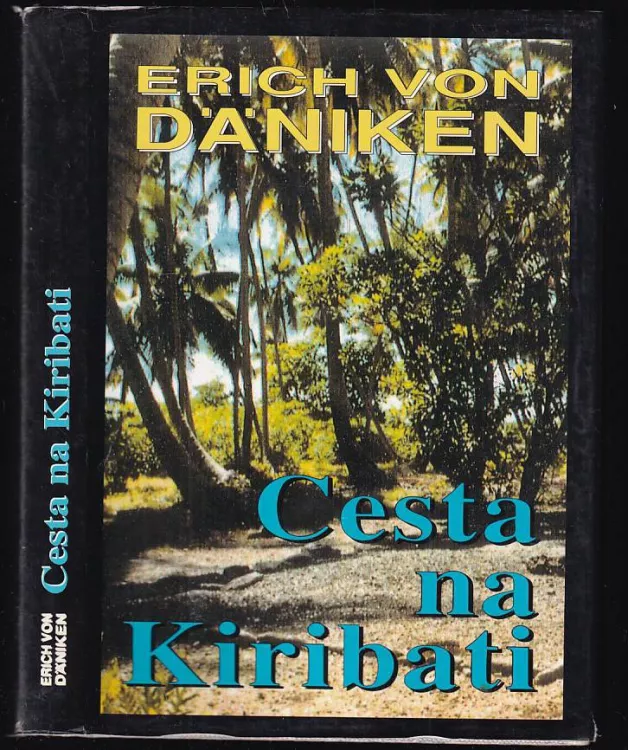 ERICH VON
DÄNIKEN
Cesta
na
Kiribati
ERICH VON
DÄNIKEN
Cesta na Kiribati